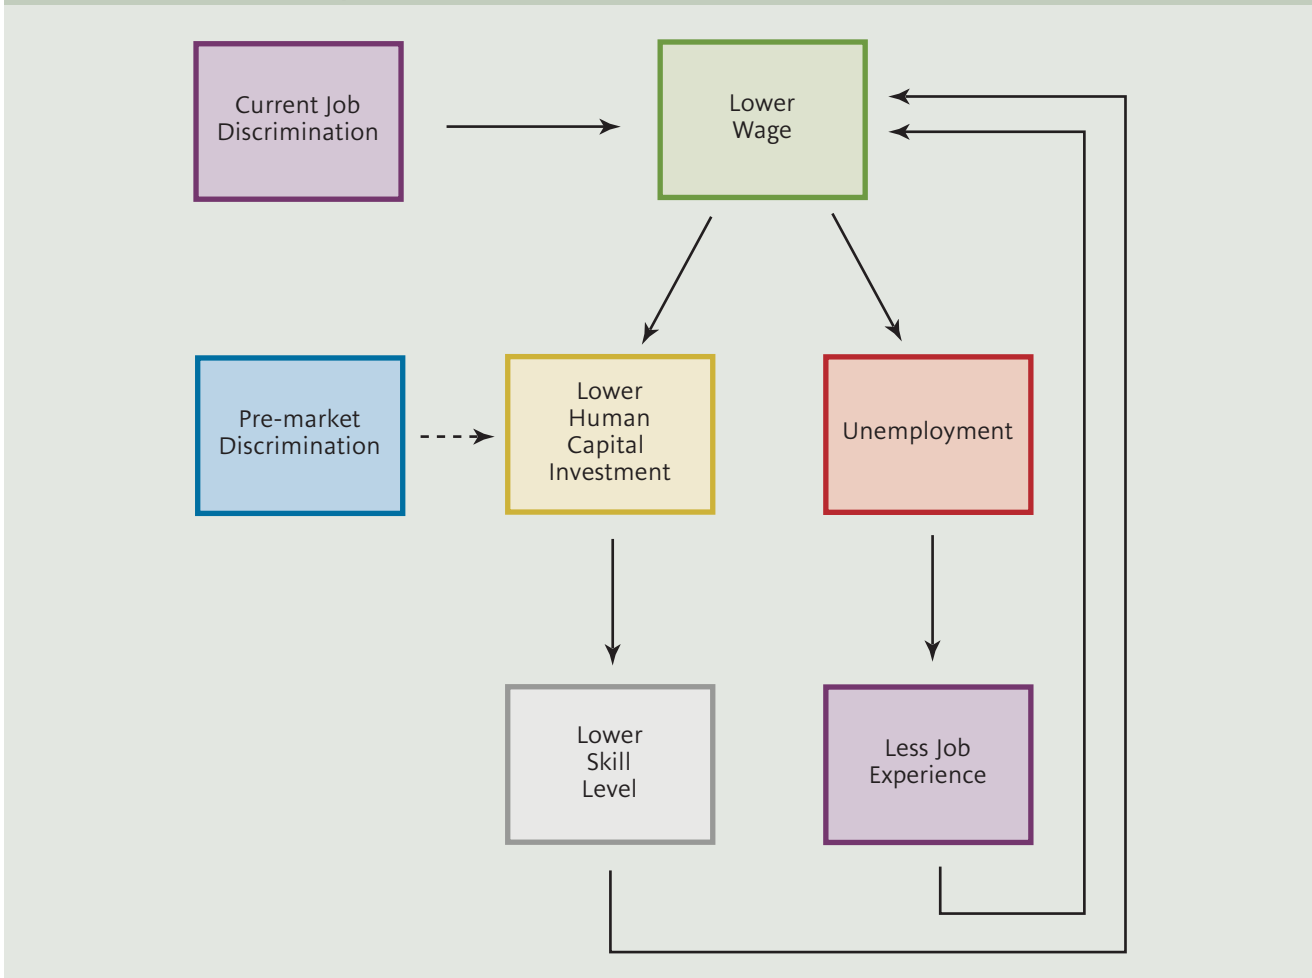 Current Job
Discrimination
Lower
Wage
Pre-market
Discrimination
Lower
Human
Capital
Investment
Unemployment
Lower
Skill
Level
Less Job
Experience